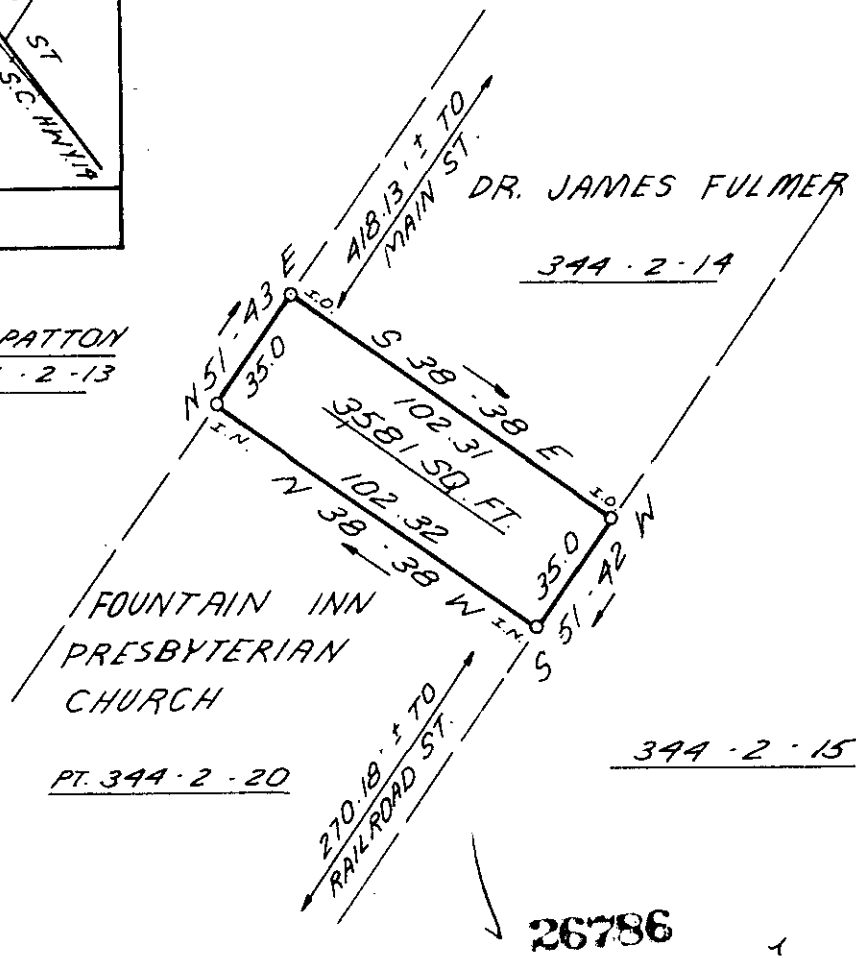 ST
S.C. HWY. 14
418.13' ± TO
MAIN ST.
DR. JAMES FULMER
344 · 2 · 14
PATTON
· 2 · 13
N 51 · 43 E
35.0
I.O.
S 38 · 38 E
102.31
3581 SQ. FT.
102.32
N 38 · 38 W
I.N.
I.O.
35.0
S 51 · 42 W
I.N.
FOUNTAIN INN
PRESBYTERIAN
CHURCH
PT. 344 · 2 · 20
270.18' ± TO
RAILROAD ST.
344 · 2 · 15
26786